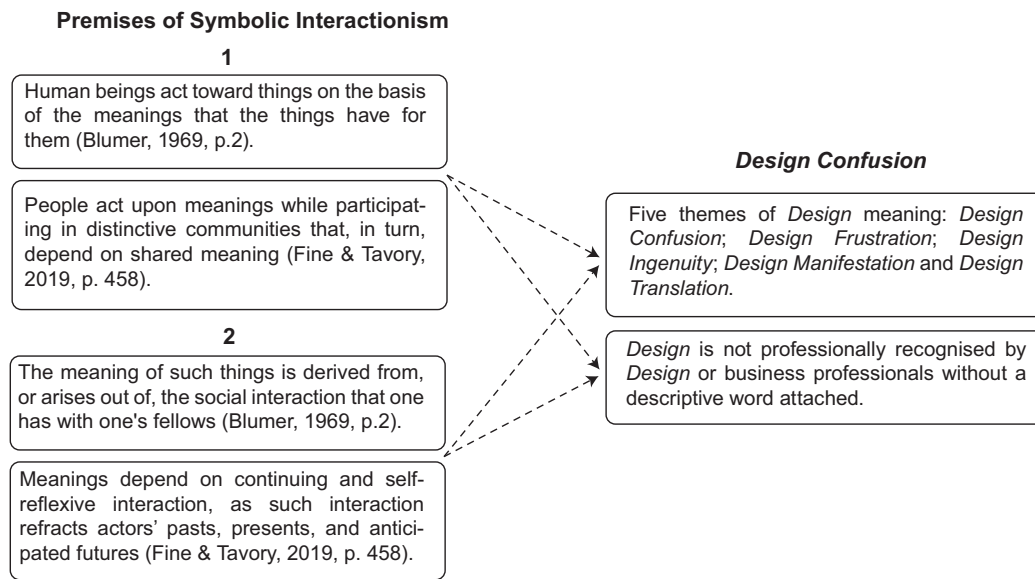 Premises of Symbolic Interactionism
1
Human beings act toward things on the basis
of the meanings that the things have for
them (Blumer, 1969, p.2).
People act upon meanings while participat-
ing in distinctive communities that, in turn,
depend on shared meaning (Fine & Tavory,
2019, p. 458).
2
The meaning of such things is derived from,
or arises out of, the social interaction that one
has with one's fellows (Blumer, 1969, p.2).
Meanings depend on continuing and self-
reflexive interaction, as such interaction
refracts actors’ pasts, presents, and antici-
pated futures (Fine & Tavory, 2019, p. 458).
Design Confusion
Five themes of Design meaning: Design
Confusion; Design Frustration; Design
Ingenuity; Design Manifestation and Design
Translation.
Design is not professionally recognised by
Design or business professionals without a
descriptive word attached.